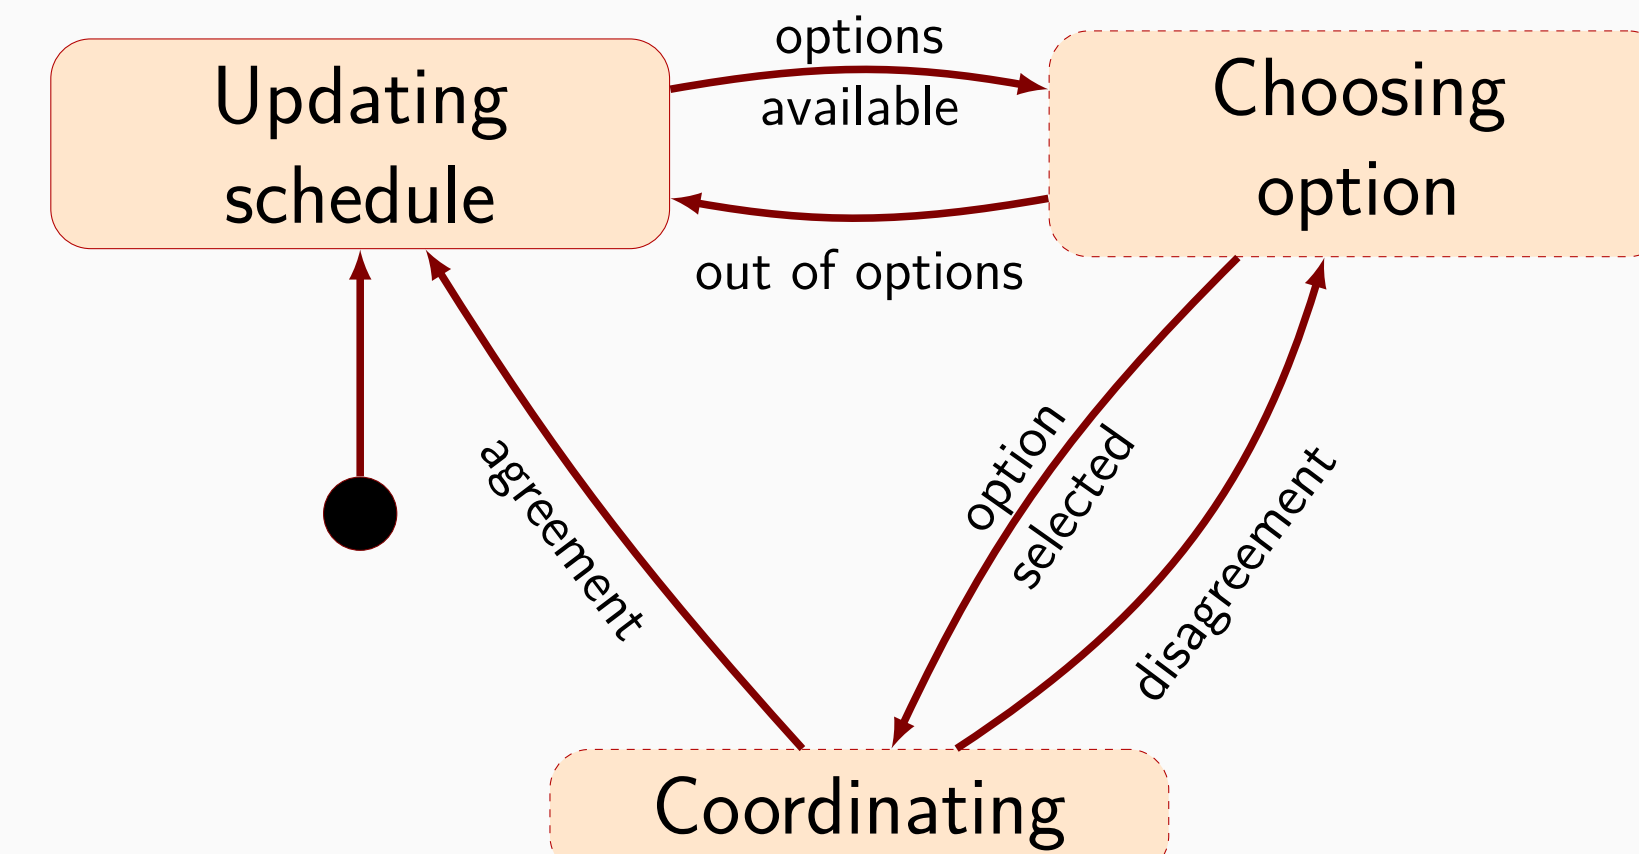 options
available
Updating
schedule
Choosing
option
out of options
agreement
option
selected
disagreement
Coordinating